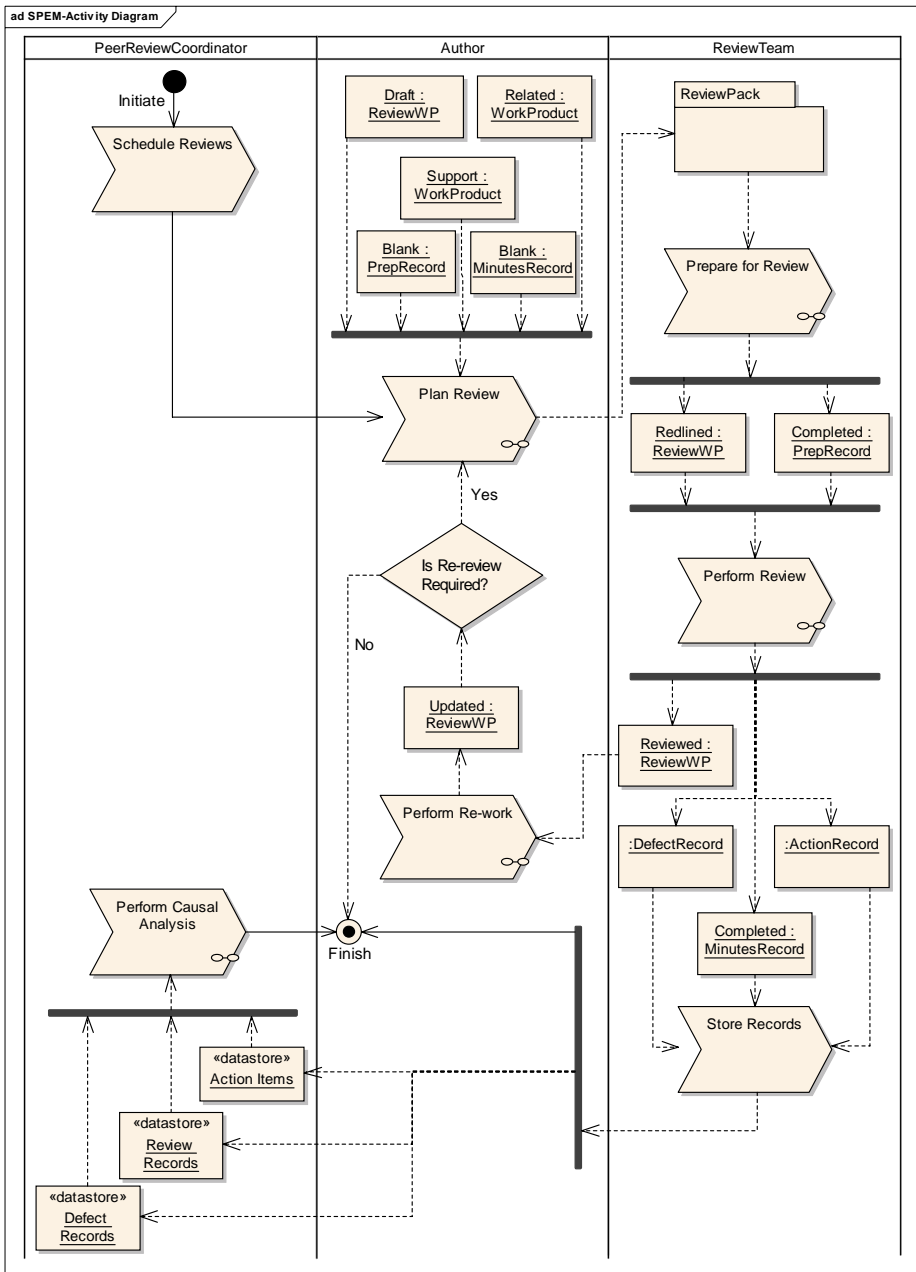 ad SPEM-Activity Diagram
PeerReviewCoordinator
Author
ReviewTeam
Initiate
Schedule Reviews
Draft :
ReviewWP
Related :
WorkProduct
Support :
WorkProduct
Blank :
PrepRecord
Blank :
MinutesRecord
ReviewPack
Prepare for Review
Plan Review
Redlined :
ReviewWP
Completed :
PrepRecord
Yes
Is Re-review
Required?
No
Perform Review
Updated :
ReviewWP
Reviewed :
ReviewWP
Perform Re-work
:DefectRecord
:ActionRecord
Perform Causal
Analysis
Finish
Completed :
MinutesRecord
Store Records
«datastore»
Action Items
«datastore»
Review
Records
«datastore»
Defect
Records